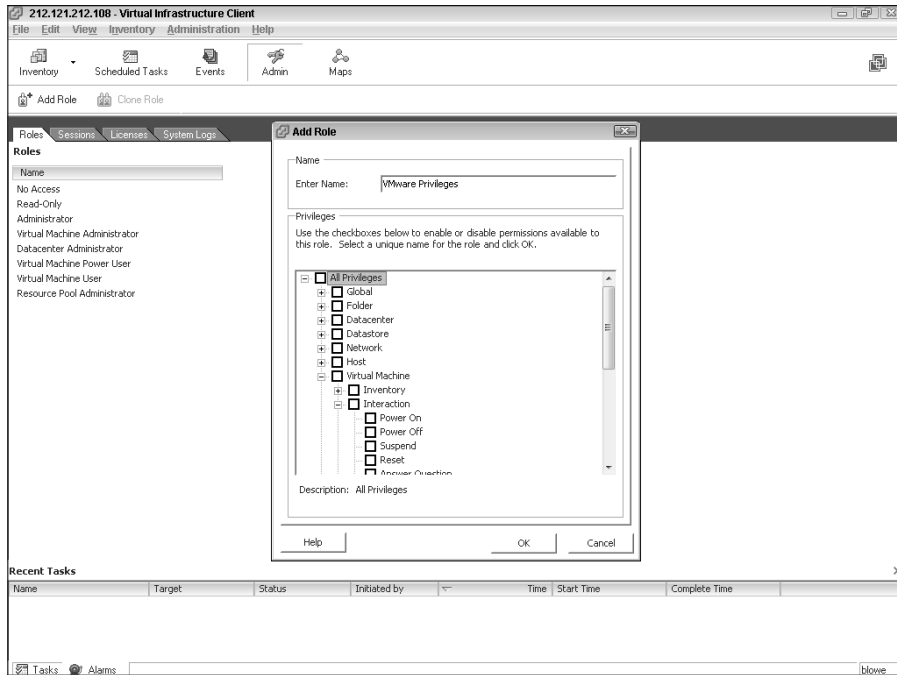 212.121.212.108 - Virtual Infrastructure Client
File Edit View Inventory Administration Help
Inventory Scheduled Tasks Events Admin Maps
Add Role Clone Role
Roles Sessions Licenses System Logs
Roles
Name
No Access
Read-Only
Administrator
Virtual Machine Administrator
Datacenter Administrator
Virtual Machine Power User
Virtual Machine User
Resource Pool Administrator
Add Role
Name
Enter Name: VMware Privileges
Privileges
Use the checkboxes below to enable or disable permissions available to
this role. Select a unique name for the role and click OK.
All Privileges
Global
Folder
Datacenter
Datastore
Network
Host
Virtual Machine
Inventory
Interaction
Power On
Power Off
Suspend
Reset
Answer Question
Description: All Privileges
Help OK Cancel
Recent Tasks
Name Target Status Initiated by Time Start Time Complete Time
Tasks Alarms blowe